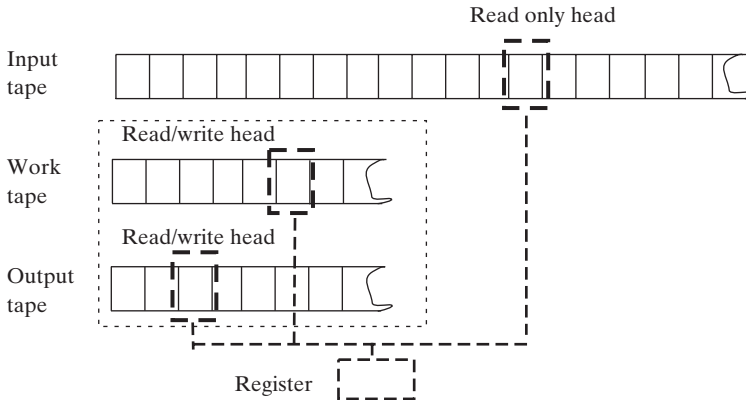 Read only head
Input
tape
Read/write head
Work
tape
Read/write head
Output
tape
Register